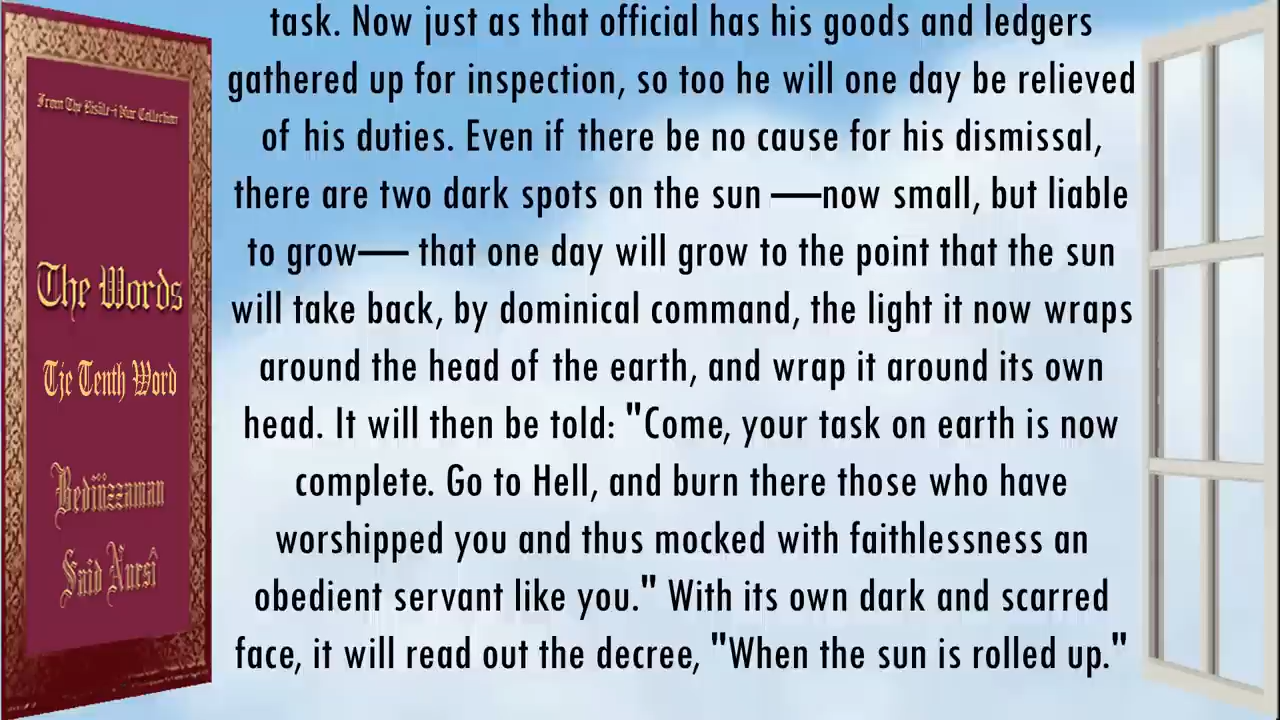 From The Risale-i Nur Collection
The Words
Tje Tenth Word
Bediüzzaman
Said Nursî
task. Now just as that official has his goods and ledgers
gathered up for inspection, so too he will one day be relieved
of his duties. Even if there be no cause for his dismissal,
there are two dark spots on the sun —now small, but liable
to grow— that one day will grow to the point that the sun
will take back, by dominical command, the light it now wraps
around the head of the earth, and wrap it around its own
head. It will then be told: "Come, your task on earth is now
complete. Go to Hell, and burn there those who have
worshipped you and thus mocked with faithlessness an
obedient servant like you." With its own dark and scarred
face, it will read out the decree, "When the sun is rolled up."